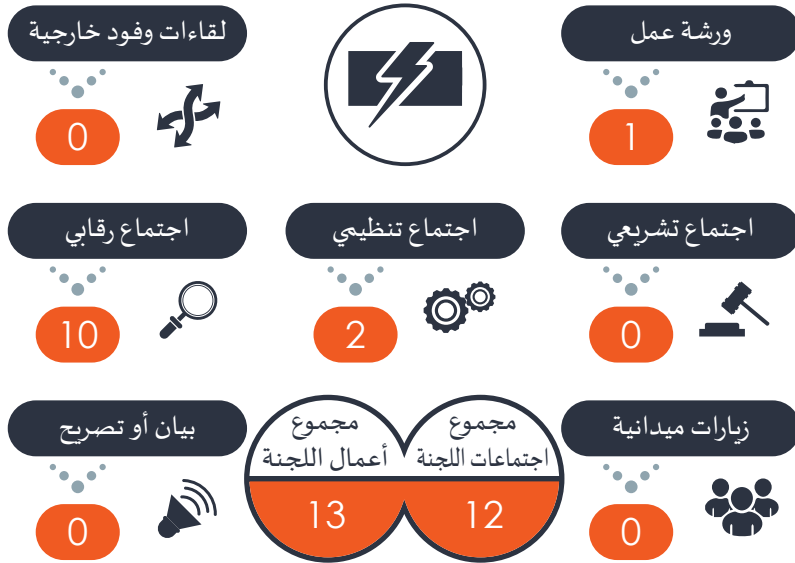 ورشة عمل
1
لقاءات وفود خارجية
0
اجتماع تشريعي
0
اجتماع تنظيمي
2
اجتماع رقابي
10
زيارات ميدانية
0
مجموع
اجتماعات اللجنة
12
مجموع
أعمال اللجنة
13
بيان أو تصريح
0